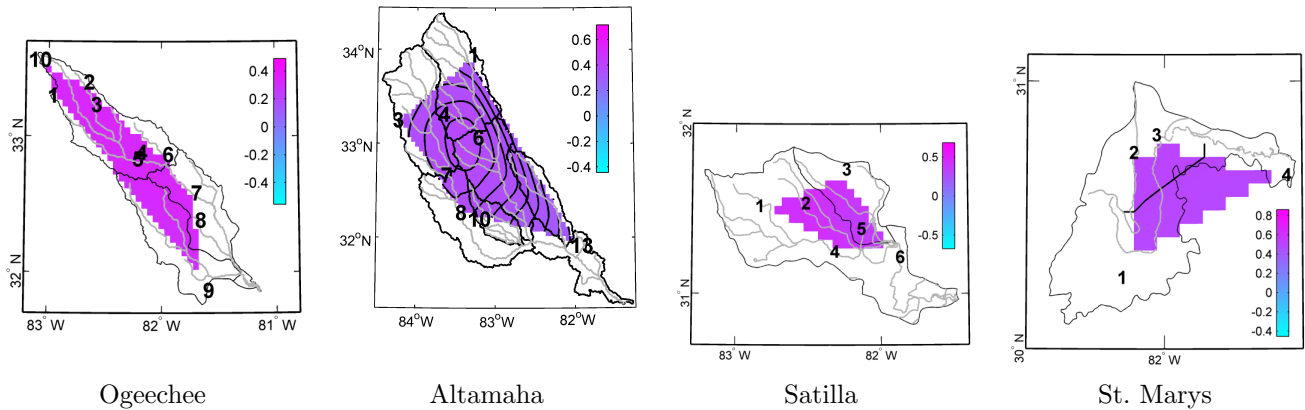 10
1
2
3
4
5
6
7
8
9
0.4
0.2
0
-0.2
-0.4
33° N
32° N
83° W
82° W
81° W
Ogeechee
1
3
4
6
7
8
10
13
0.6
0.4
0.2
0
-0.2
-0.4
34°N
33°N
32°N
84°W
83°W
82°W
Altamaha
1
2
3
4
5
6
0.5
0
-0.5
32° N
31° N
83° W
82° W
Satilla
1
2
3
4
0.8
0.6
0.4
0.2
0
-0.2
-0.4
31° N
30° N
82° W
St. Marys